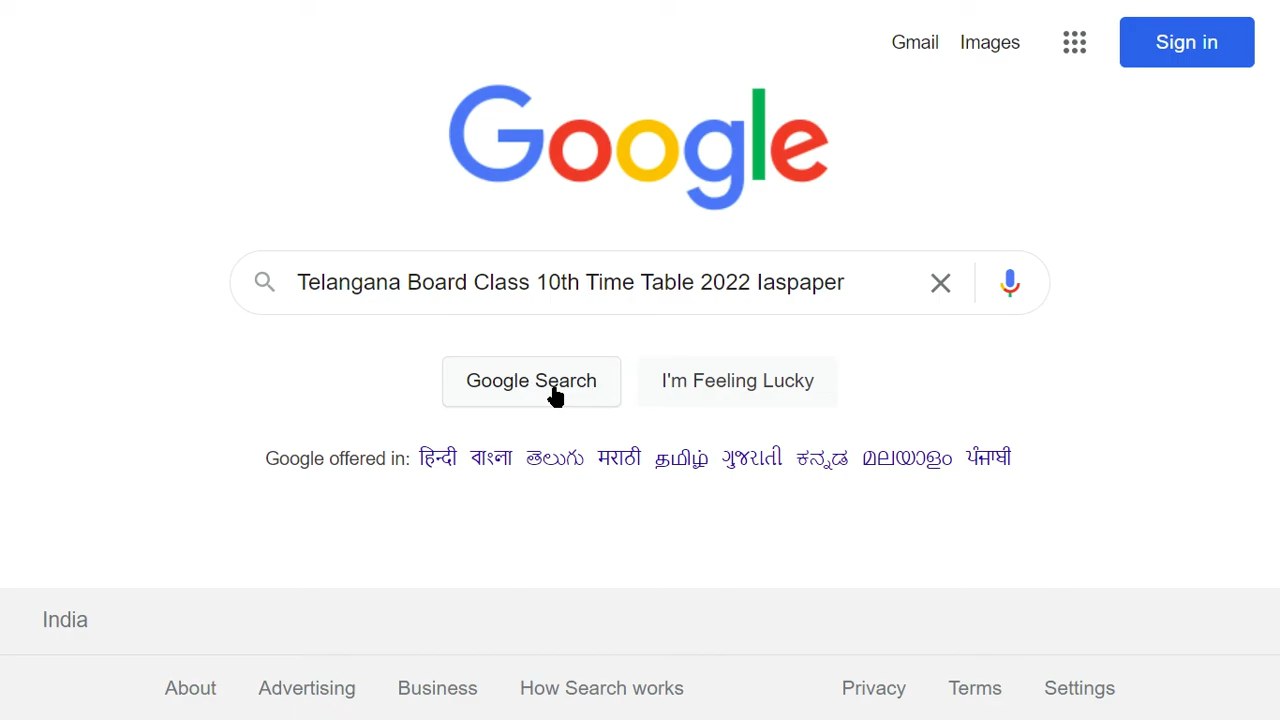 Gmail Images Sign in
Google
Telangana Board Class 10th Time Table 2022 Iaspaper
Google Search I'm Feeling Lucky
Google offered in: हिन्दी বাংলা తెలుగు मराठी தமிழ் ગુજરાતી ಕನ್ನಡ മലയാളം ਪੰਜਾਬੀ
India
About Advertising Business How Search works Privacy Terms Settings